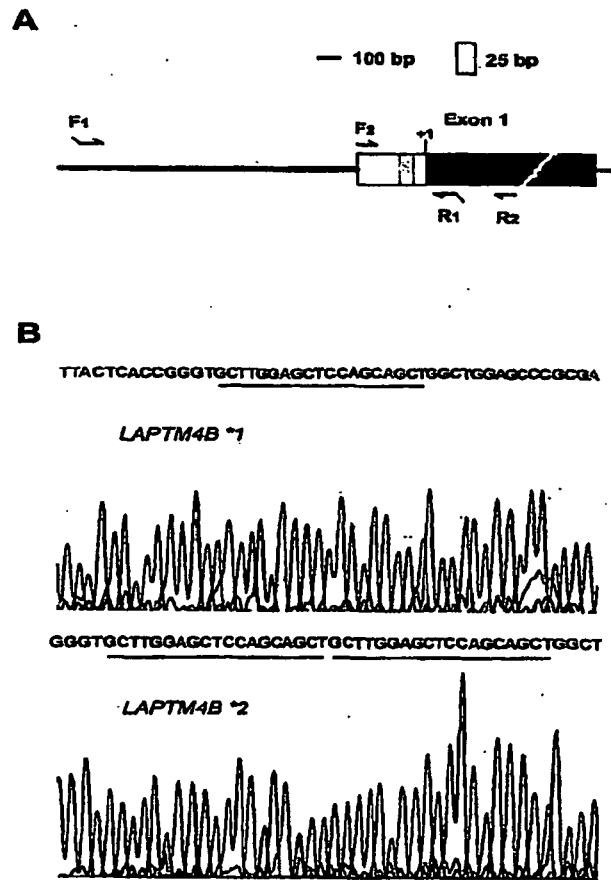 A
100 bp 25 bp
F1 F2 +1 Exon 1
R1 R2
B
TTACTCACCGGGTGCTTGGAGCTCCAGCAGCTGGCTGGAGCCCGCGA
LAPTM4B *1
GGGTGCTTGGAGCTCCAGCAGCTGCTTGGAGCTCCAGCAGCTGGCT
LAPTM4B *2